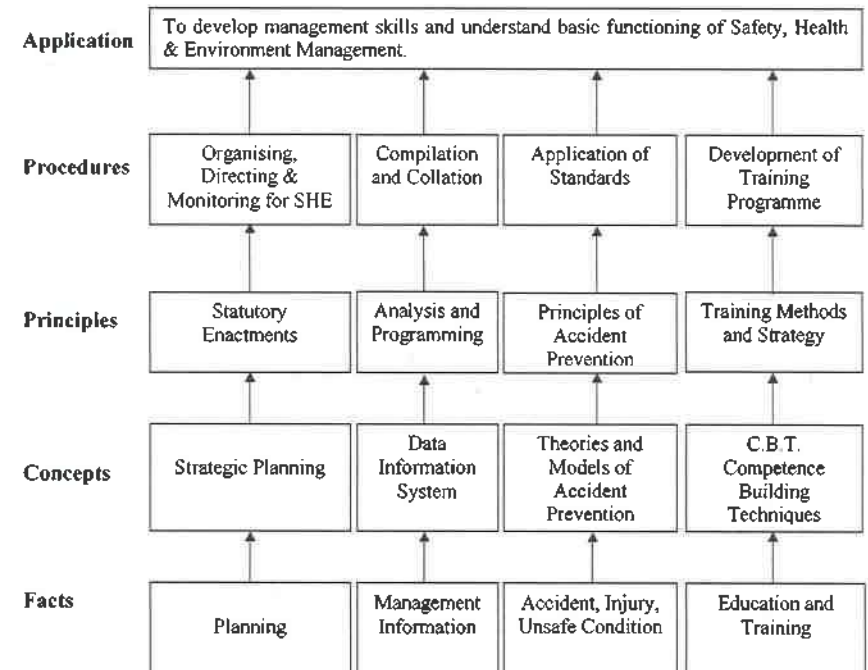 Application
To develop management skills and understand basic functioning of Safety, Health
& Environment Management.
Procedures
Organising,
Directing &
Monitoring for SHE
Compilation
and Collation
Application of
Standards
Development of
Training
Programme
Principles
Statutory
Enactments
Analysis and
Programming
Principles of
Accident
Prevention
Training Methods
and Strategy
Concepts
Strategic Planning
Data
Information
System
Theories and
Models of
Accident
Prevention
C.B.T.
Competence
Building
Techniques
Facts
Planning
Management
Information
Accident, Injury,
Unsafe Condition
Education and
Training